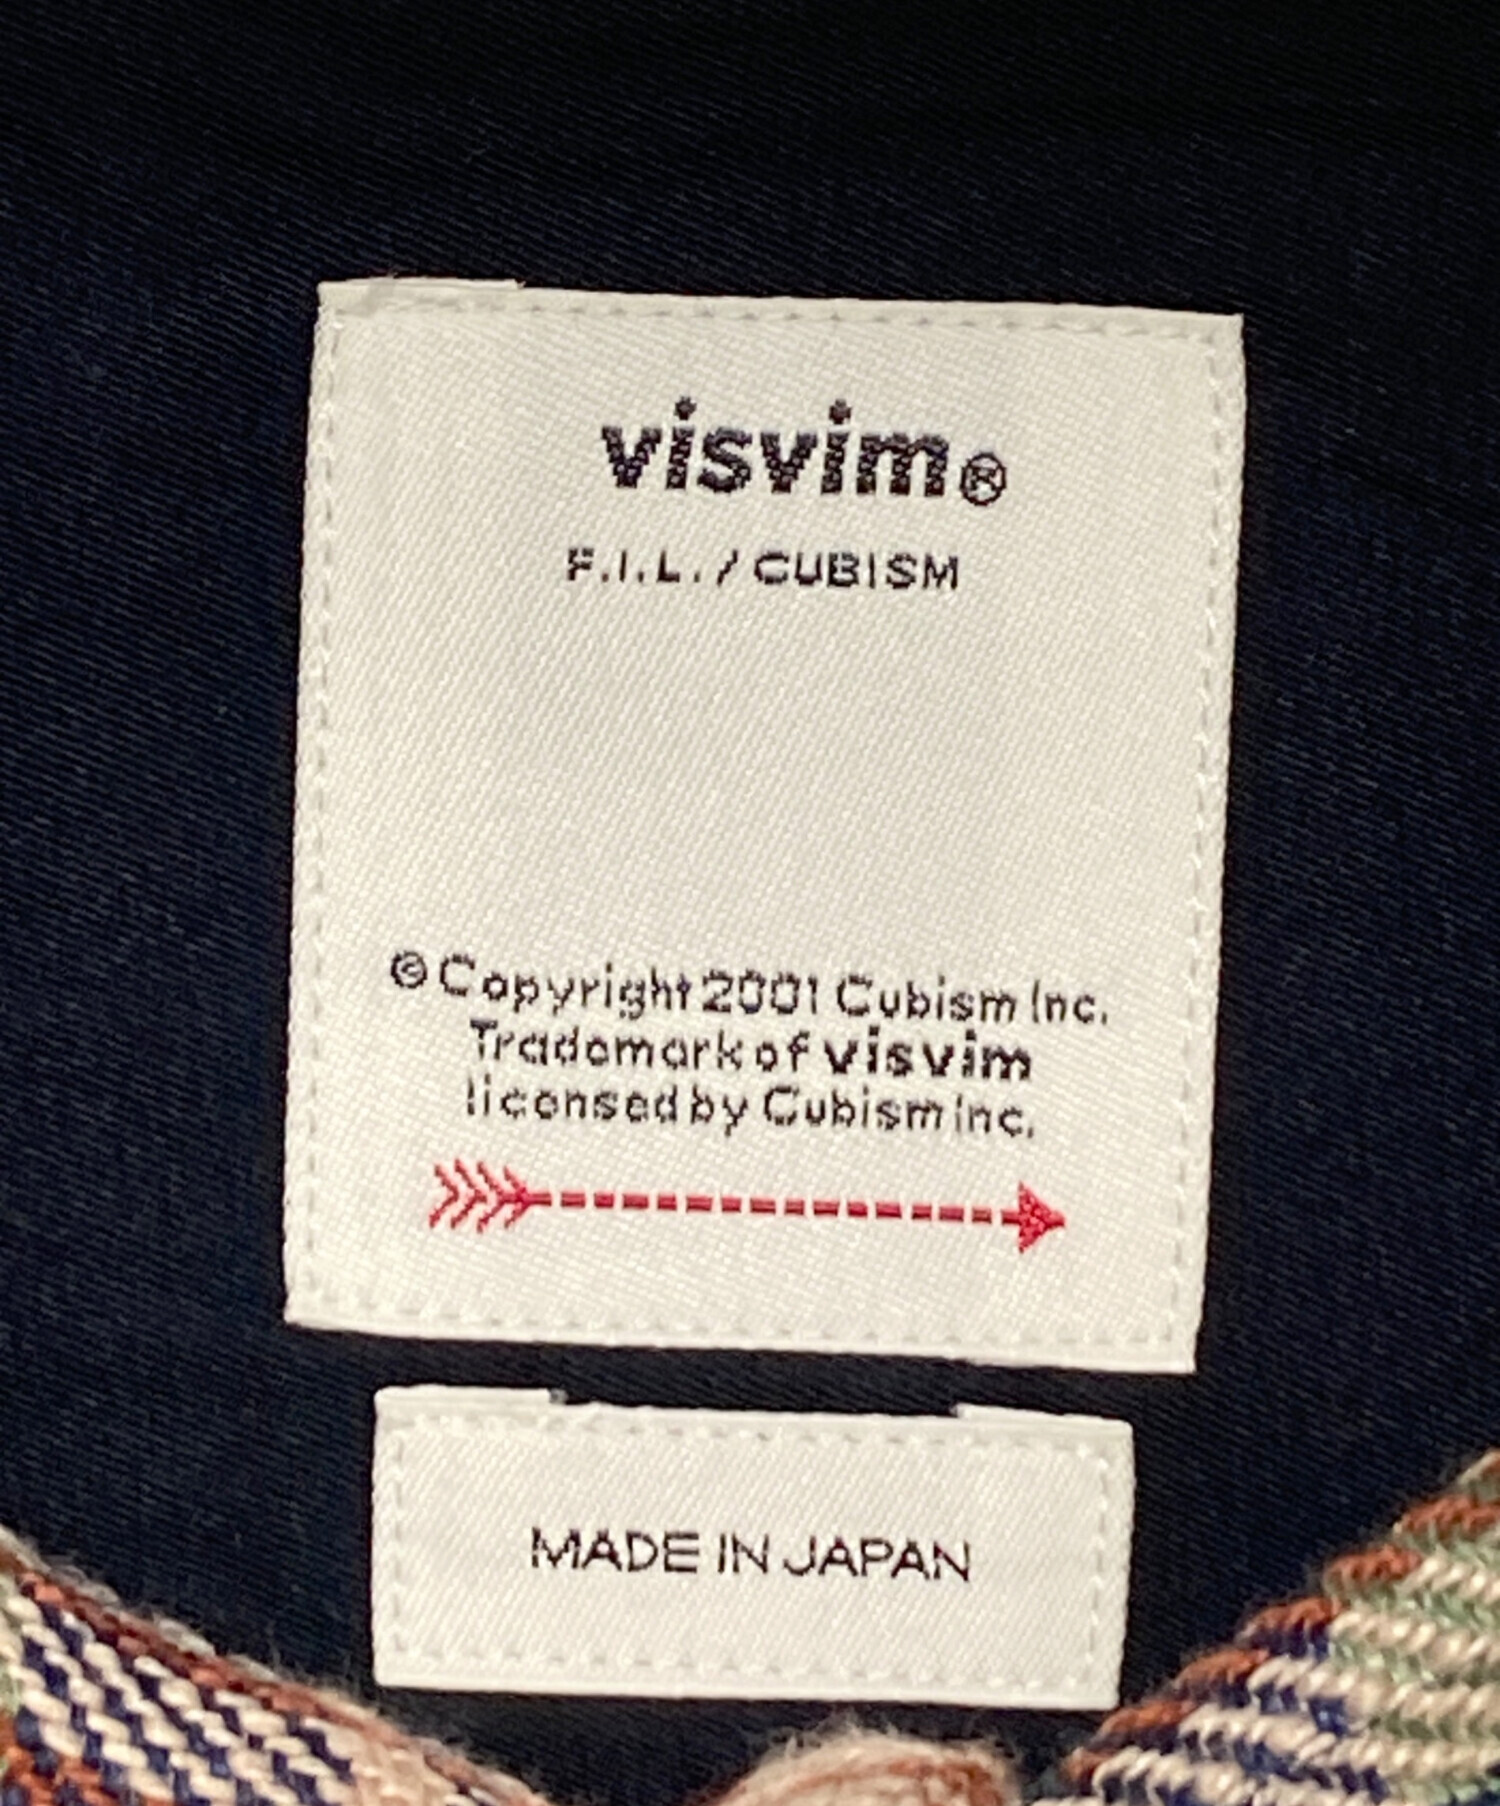 visvim®
F.I.L. / CUBISM
© Copyright 2001 Cubism Inc.
Trademark of visvim
licensed by Cubism Inc.
MADE IN JAPAN